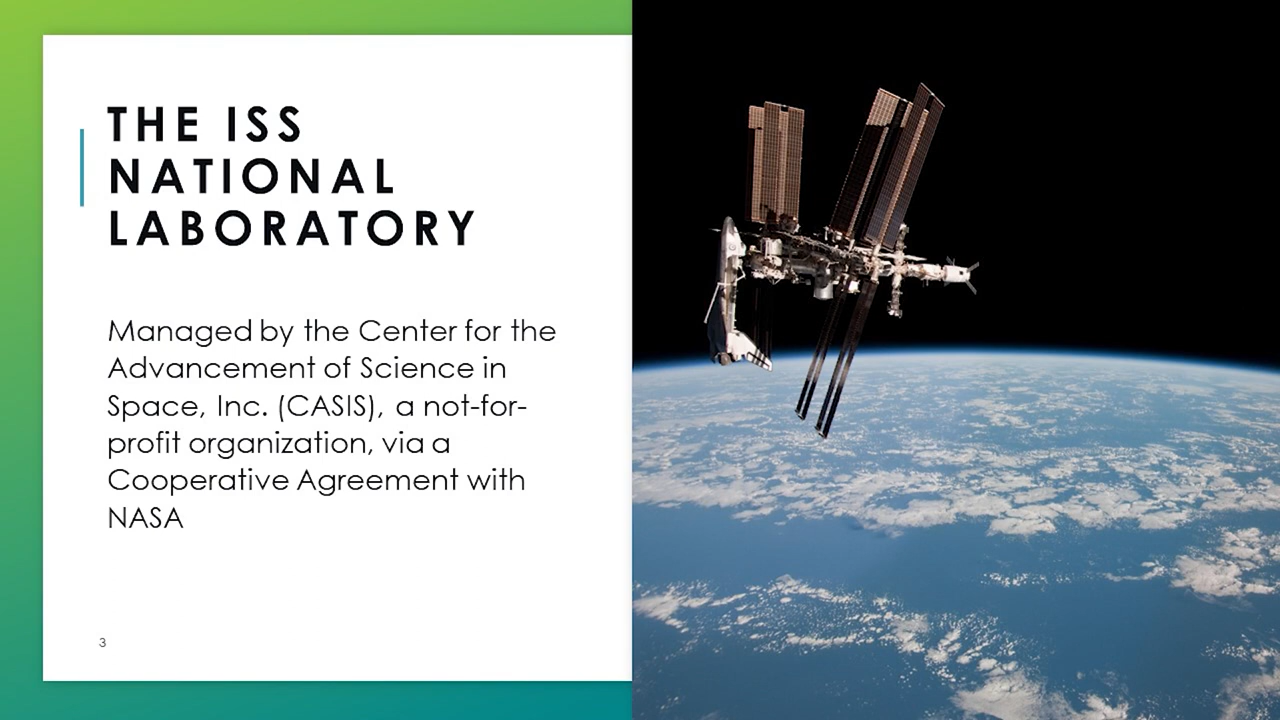 THE ISS
NATIONAL
LABORATORY
Managed by the Center for the
Advancement of Science in
Space, Inc. (CASIS), a not-for-
profit organization, via a
Cooperative Agreement with
NASA
3